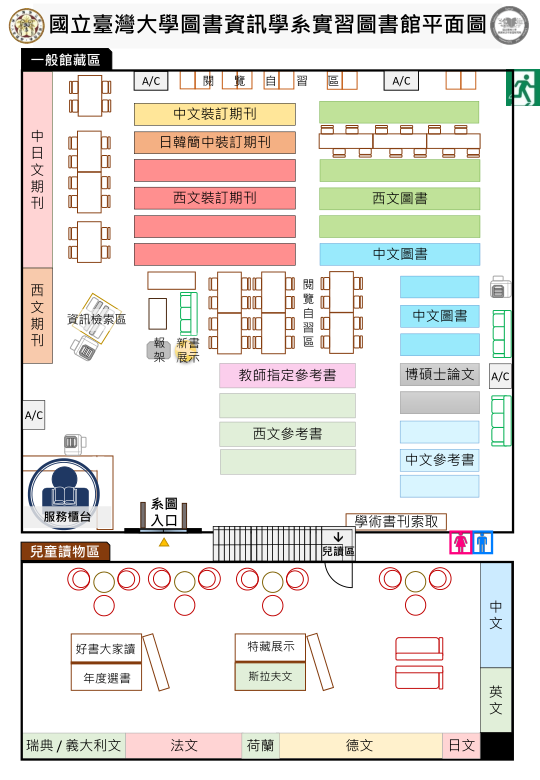 國立臺灣大學圖書資訊學系實習圖書館平面圖
一般館藏區
A/C
閱覽自習區
A/C
中日文期刊
中文裝訂期刊
日韓簡中裝訂期刊
西文裝訂期刊
西文圖書
中文圖書
西文期刊
資訊檢索區
報架
新書展示
閱覽自習區
中文圖書
教師指定參考書
博碩士論文
A/C
A/C
西文參考書
中文參考書
服務櫃台
系圖
入口
學術書刊索取
兒童讀物區
兒讀區
好書大家讀
年度選書
特藏展示
斯拉夫文
中文
英文
瑞典 / 義大利文
法文
荷蘭
德文
日文